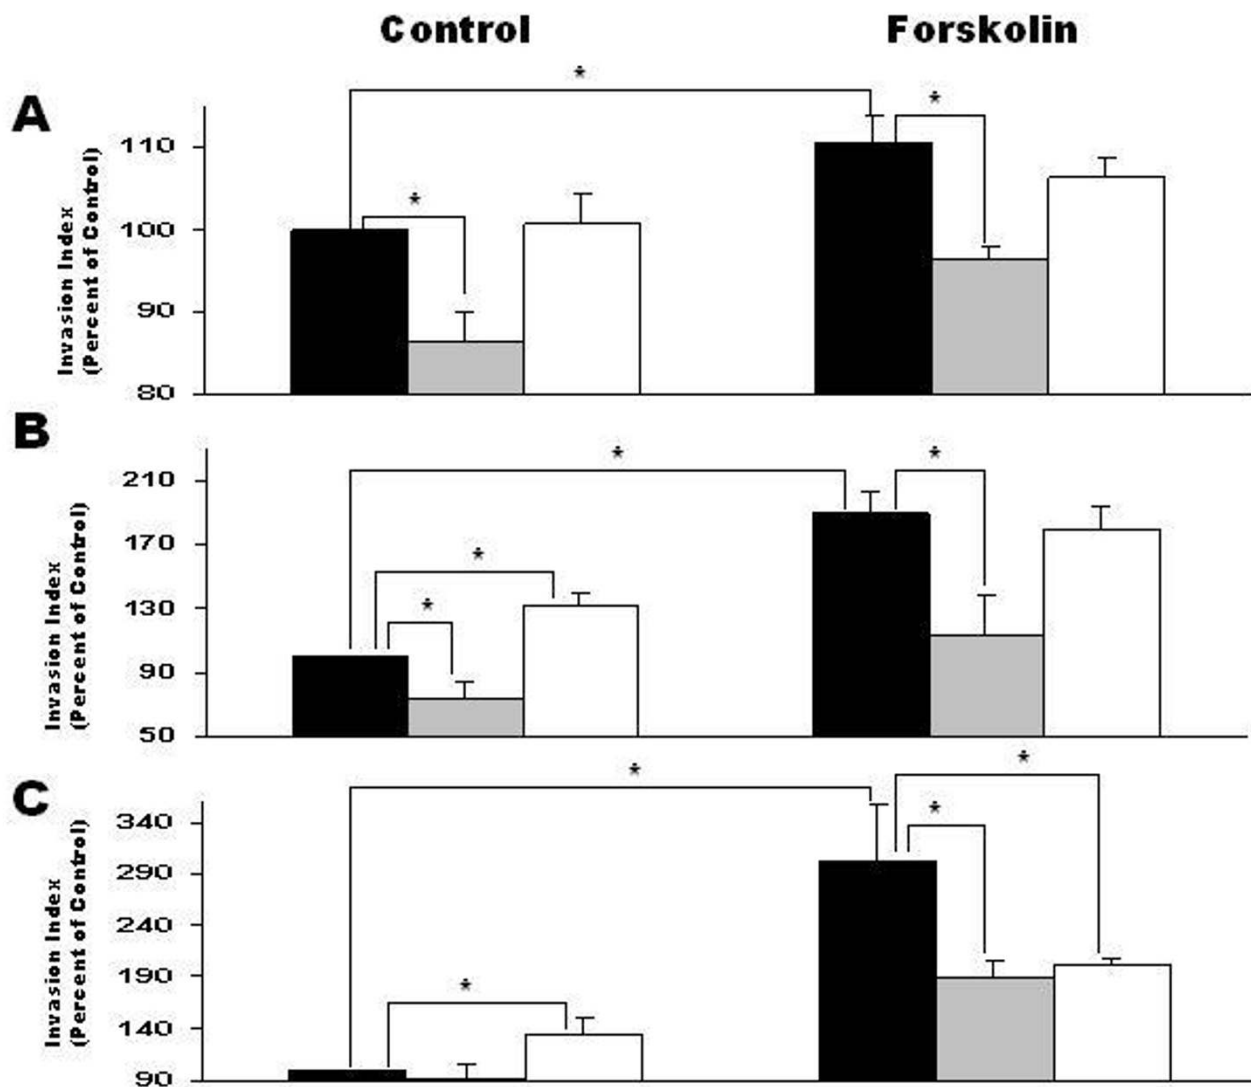 Control Forskolin
A
Invasion Index
(Percent of Control)
110
100
90
80
*
*
*
B
Invasion Index
(Percent of Control)
210
170
130
90
50
*
*
*
*
C
Invasion Index
(Percent of Control)
340
290
240
190
140
90
*
*
*
*